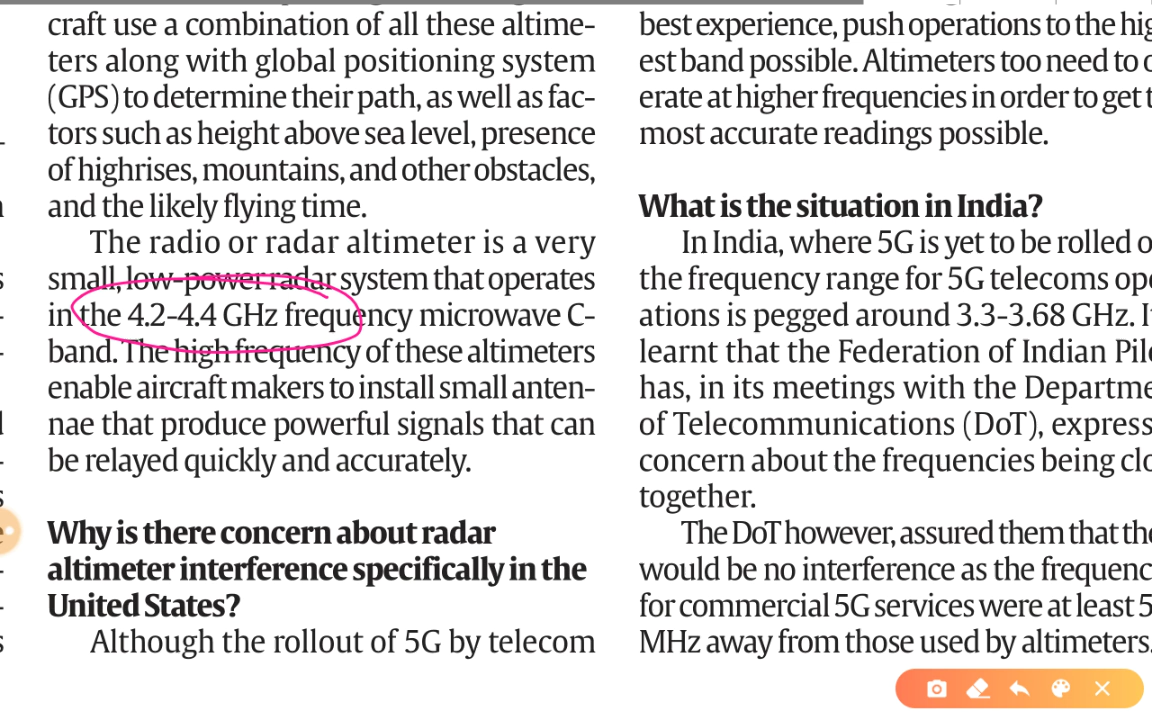 craft use a combination of all these altime-
ters along with global positioning system
(GPS) to determine their path, as well as fac-
tors such as height above sea level, presence
of highrises, mountains, and other obstacles,
and the likely flying time.
The radio or radar altimeter is a very
small, low-power radar system that operates
in the 4.2-4.4 GHz frequency microwave C-
band. The high frequency of these altimeters
enable aircraft makers to install small anten-
nae that produce powerful signals that can
be relayed quickly and accurately.
Why is there concern about radar
altimeter interference specifically in the
United States?
Although the rollout of 5G by telecom
best experience, push operations to the hig
est band possible. Altimeters too need to o
erate at higher frequencies in order to get t
most accurate readings possible.
What is the situation in India?
In India, where 5G is yet to be rolled o
the frequency range for 5G telecoms ope
ations is pegged around 3.3-3.68 GHz. It
learnt that the Federation of Indian Pil
has, in its meetings with the Departme
of Telecommunications (DoT), express
concern about the frequencies being clo
together.
The DoT however, assured them that the
would be no interference as the frequenc
for commercial 5G services were at least 5
MHz away from those used by altimeters.